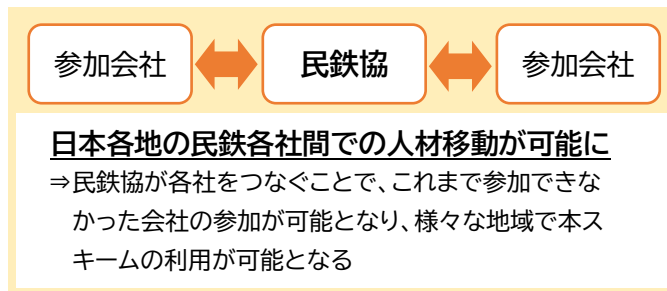 参加会社 民鉄協 参加会社
日本各地の民鉄各社間での人材移動が可能に
⇒民鉄協が各社をつなぐことで、これまで参加できな
かった会社の参加が可能となり、様々な地域で本ス
キームの利用が可能となる